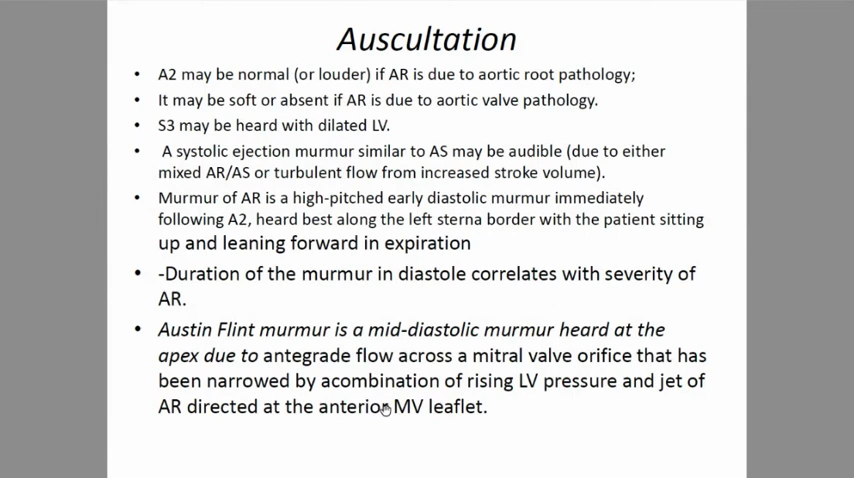 Auscultation
• A2 may be normal (or louder) if AR is due to aortic root pathology;
• It may be soft or absent if AR is due to aortic valve pathology.
• S3 may be heard with dilated LV.
• A systolic ejection murmur similar to AS may be audible (due to either
mixed AR/AS or turbulent flow from increased stroke volume).
• Murmur of AR is a high-pitched early diastolic murmur immediately
following A2, heard best along the left sterna border with the patient sitting
up and leaning forward in expiration
• -Duration of the murmur in diastole correlates with severity of
AR.
• Austin Flint murmur is a mid-diastolic murmur heard at the
apex due to antegrade flow across a mitral valve orifice that has
been narrowed by acombination of rising LV pressure and jet of
AR directed at the anterior MV leaflet.